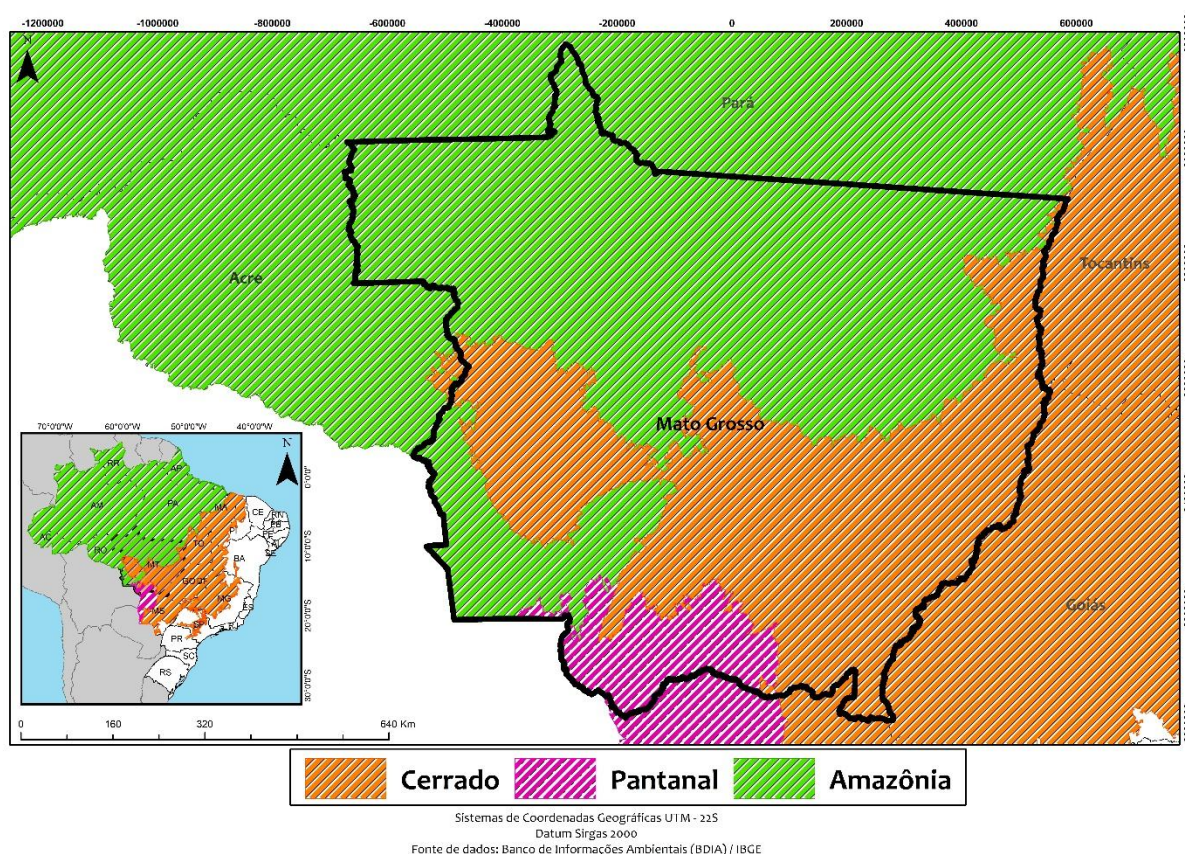 -1200000 -1000000 -800000 -600000 -400000 -200000 0 200000 400000 600000
N
Pará
Acre
Tocantins
Mato Grosso
Goiás
70°0'0"W 60°0'0"W 50°0'0"W 40°0'0"W
N
RR
AP
AM
PA
MA
CE
RN
PB
AC
RO
TO
BA
MT
GO
MG
ES
MS
SP
RJ
PR
SC
RS
0°0'0"
10°0'0"S
20°0'0"S
30°0'0"S
0 160 320 640 Km
Cerrado Pantanal Amazônia
Sistemas de Coordenadas Geográficas UTM - 22S
Datum Sirgas 2000
Fonte de dados: Banco de Informações Ambientais (BDIA) / IBGE